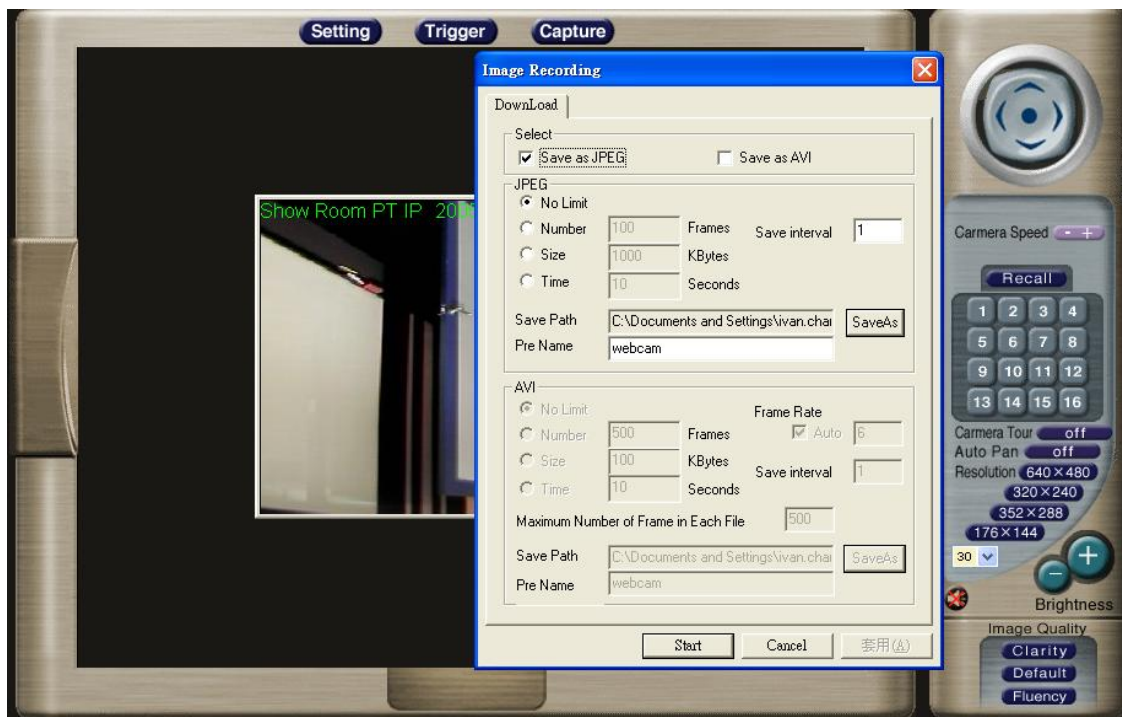 Setting Trigger Capture
Image Recording
DownLoad
Select
Save as JPEG Save as AVI
JPEG
No Limit
Number 100 Frames Save interval 1
Size 1000 KBytes
Time 10 Seconds
Save Path C:\Documents and Settings\ivan.char SaveAs
Pre Name webcam
AVI
No Limit Frame Rate
Number 500 Frames Auto 6
Size 100 KBytes
Save interval 1
Time 10 Seconds
Maximum Number of Frame in Each File 500
Save Path C:\Documents and Settings\ivan.char SaveAs
Pre Name webcam
Start Cancel 套用(A)
Show Room PT IP
Carmera Speed - +
Recall
1 2 3 4
5 6 7 8
9 10 11 12
13 14 15 16
Carmera Tour off
Auto Pan off
Resolution 640×480
320×240
352×288
176×144
30
+
-
Brightness
Image Quality
Clarity
Default
Fluency